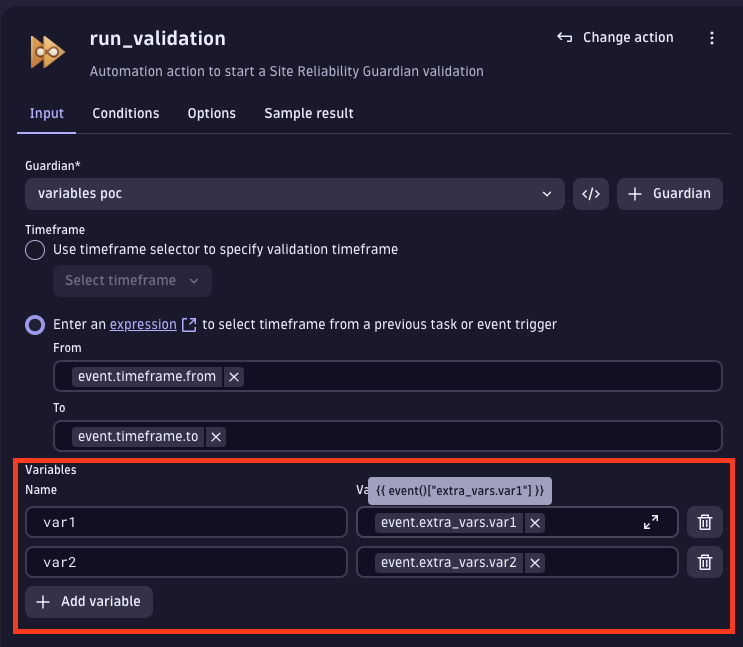 run_validation
Change action
Automation action to start a Site Reliability Guardian validation
Input Conditions Options Sample result
Guardian*
variables poc
</> + Guardian
Timeframe
Use timeframe selector to specify validation timeframe
Select timeframe
Enter an expression to select timeframe from a previous task or event trigger
From
event.timeframe.from ×
To
event.timeframe.to ×
Variables
Name Va
{{ event()["extra_vars.var1"] }}
var1 event.extra_vars.var1 ×
var2 event.extra_vars.var2 ×
+ Add variable